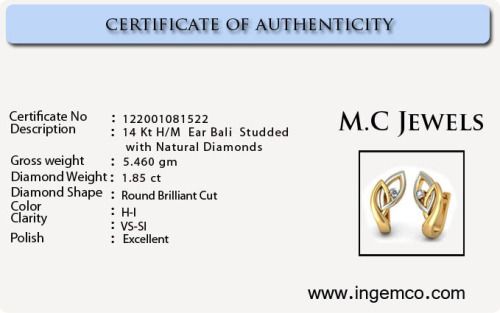 CERTIFICATE OF AUTHENTICITY
Certificate No : 122001081522
Description : 14 Kt H/M Ear Bali Studded
with Natural Diamonds
Gross weight : 5.460 gm
Diamond Weight : 1.85 ct
Diamond Shape : Round Brilliant Cut
Color : H-I
Clarity : VS-SI
Polish : Excellent
M.C JEWELS
www.ingemco.com